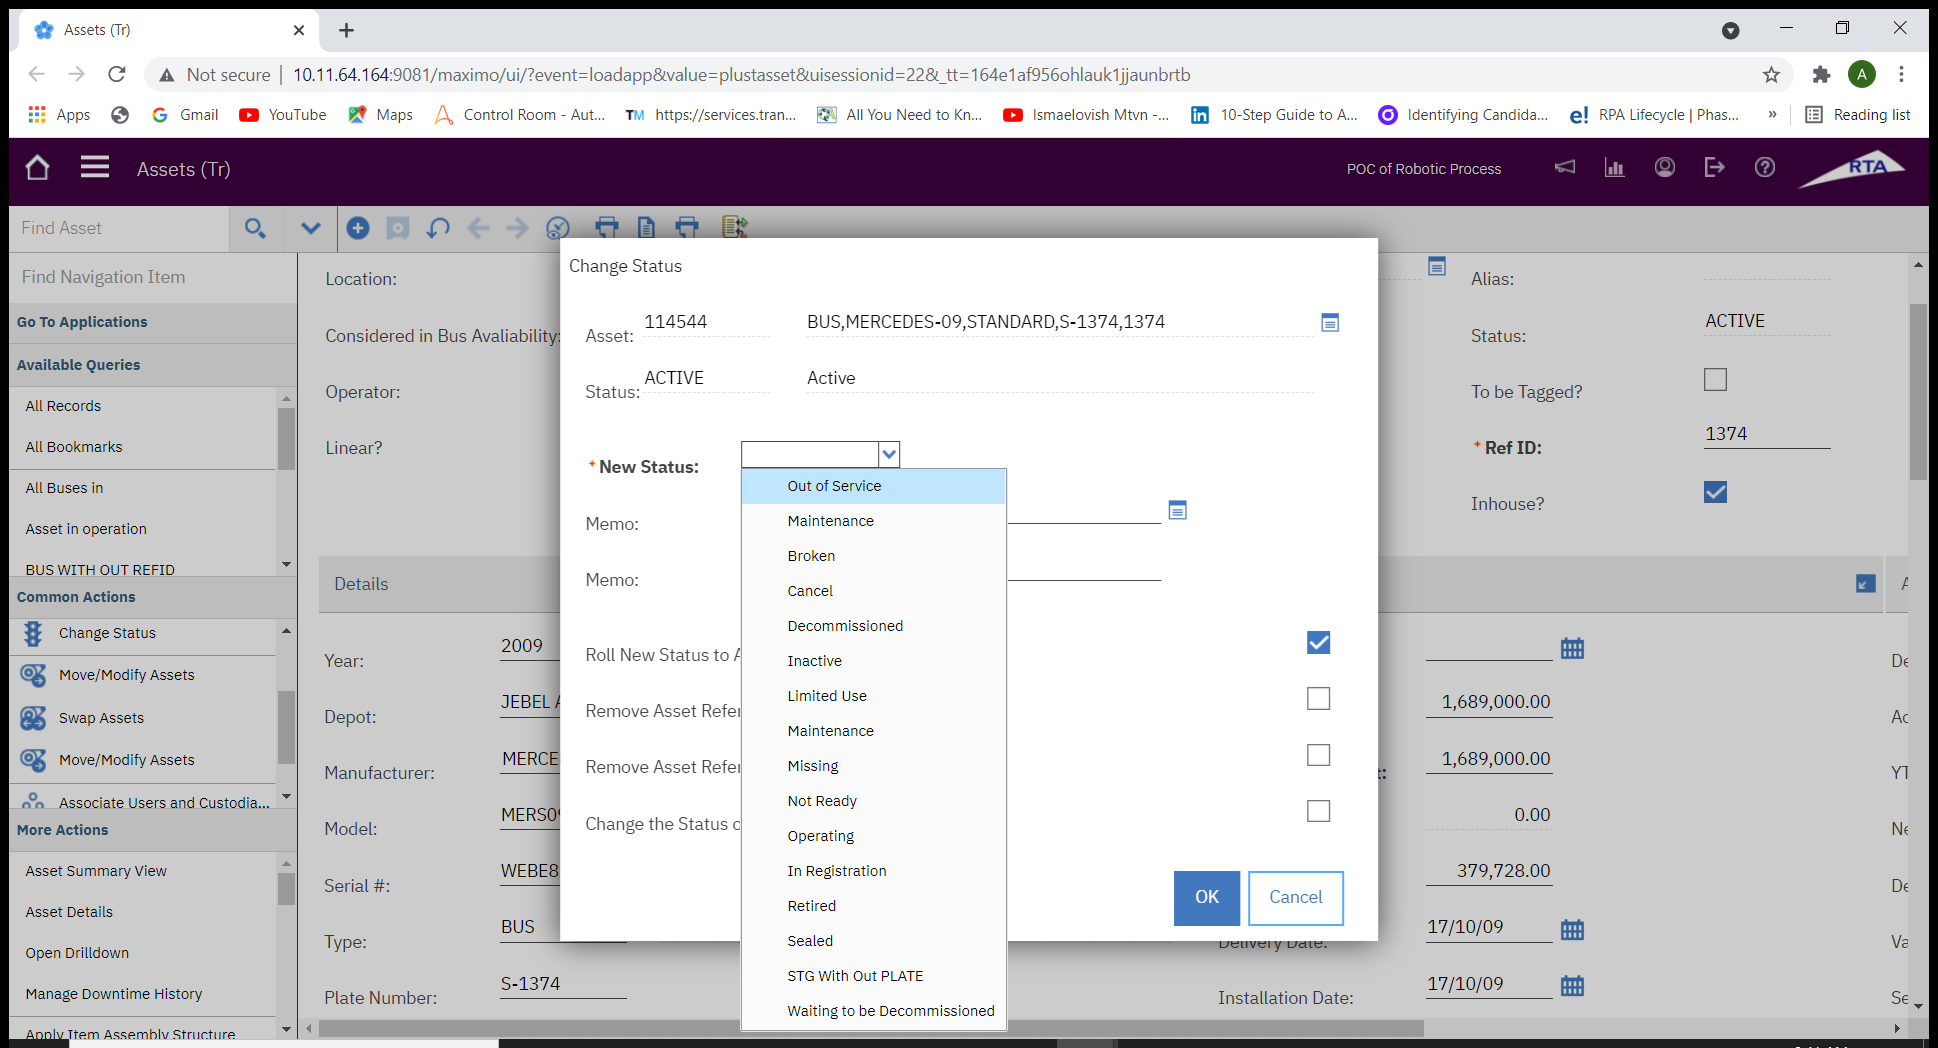 Assets (Tr)
Not secure | 10.11.64.164:9081/maximo/ui/?event=loadapp&value=plustasset&uisessionid=22&_tt=164e1af956ohlauk1jjaunbrtb
A
Apps
Gmail
YouTube
Maps
Control Room - Aut...
TM https://services.tran...
All You Need to Kn...
Ismaelovish Mtvn -...
in 10-Step Guide to A...
Identifying Candida...
e! RPA Lifecycle | Phas...
»
Reading list
Assets (Tr)
POC of Robotic Process
RTA
Find Asset
Find Navigation Item
Go To Applications
Available Queries
All Records
All Bookmarks
All Buses in
Asset in operation
BUS WITH OUT REFID
Common Actions
Change Status
Move/Modify Assets
Swap Assets
Move/Modify Assets
Associate Users and Custodia...
More Actions
Asset Summary View
Asset Details
Open Drilldown
Manage Downtime History
Apply Item Assembly Structure
Location:
Considered in Bus Avaliability:
Operator:
Linear?
Alias:
Status: ACTIVE
To be Tagged?
* Ref ID: 1374
Inhouse?
Details
Year: 2009
Depot: JEBEL A
Manufacturer: MERCE
Model: MERS0
Serial #: WEBE8
Type: BUS
Plate Number: S-1374
1,689,000.00
1,689,000.00
0.00
379,728.00
Delivery Date: 17/10/09
Installation Date: 17/10/09
Change Status
Asset: 114544 BUS,MERCEDES-09,STANDARD,S-1374,1374
Status: ACTIVE Active
* New Status:
Memo:
Memo:
Roll New Status to A
Remove Asset Refer
Remove Asset Refer
Change the Status
Out of Service
Maintenance
Broken
Cancel
Decommissioned
Inactive
Limited Use
Maintenance
Missing
Not Ready
Operating
In Registration
Retired
Sealed
STG With Out PLATE
Waiting to be Decommissioned
OK
Cancel